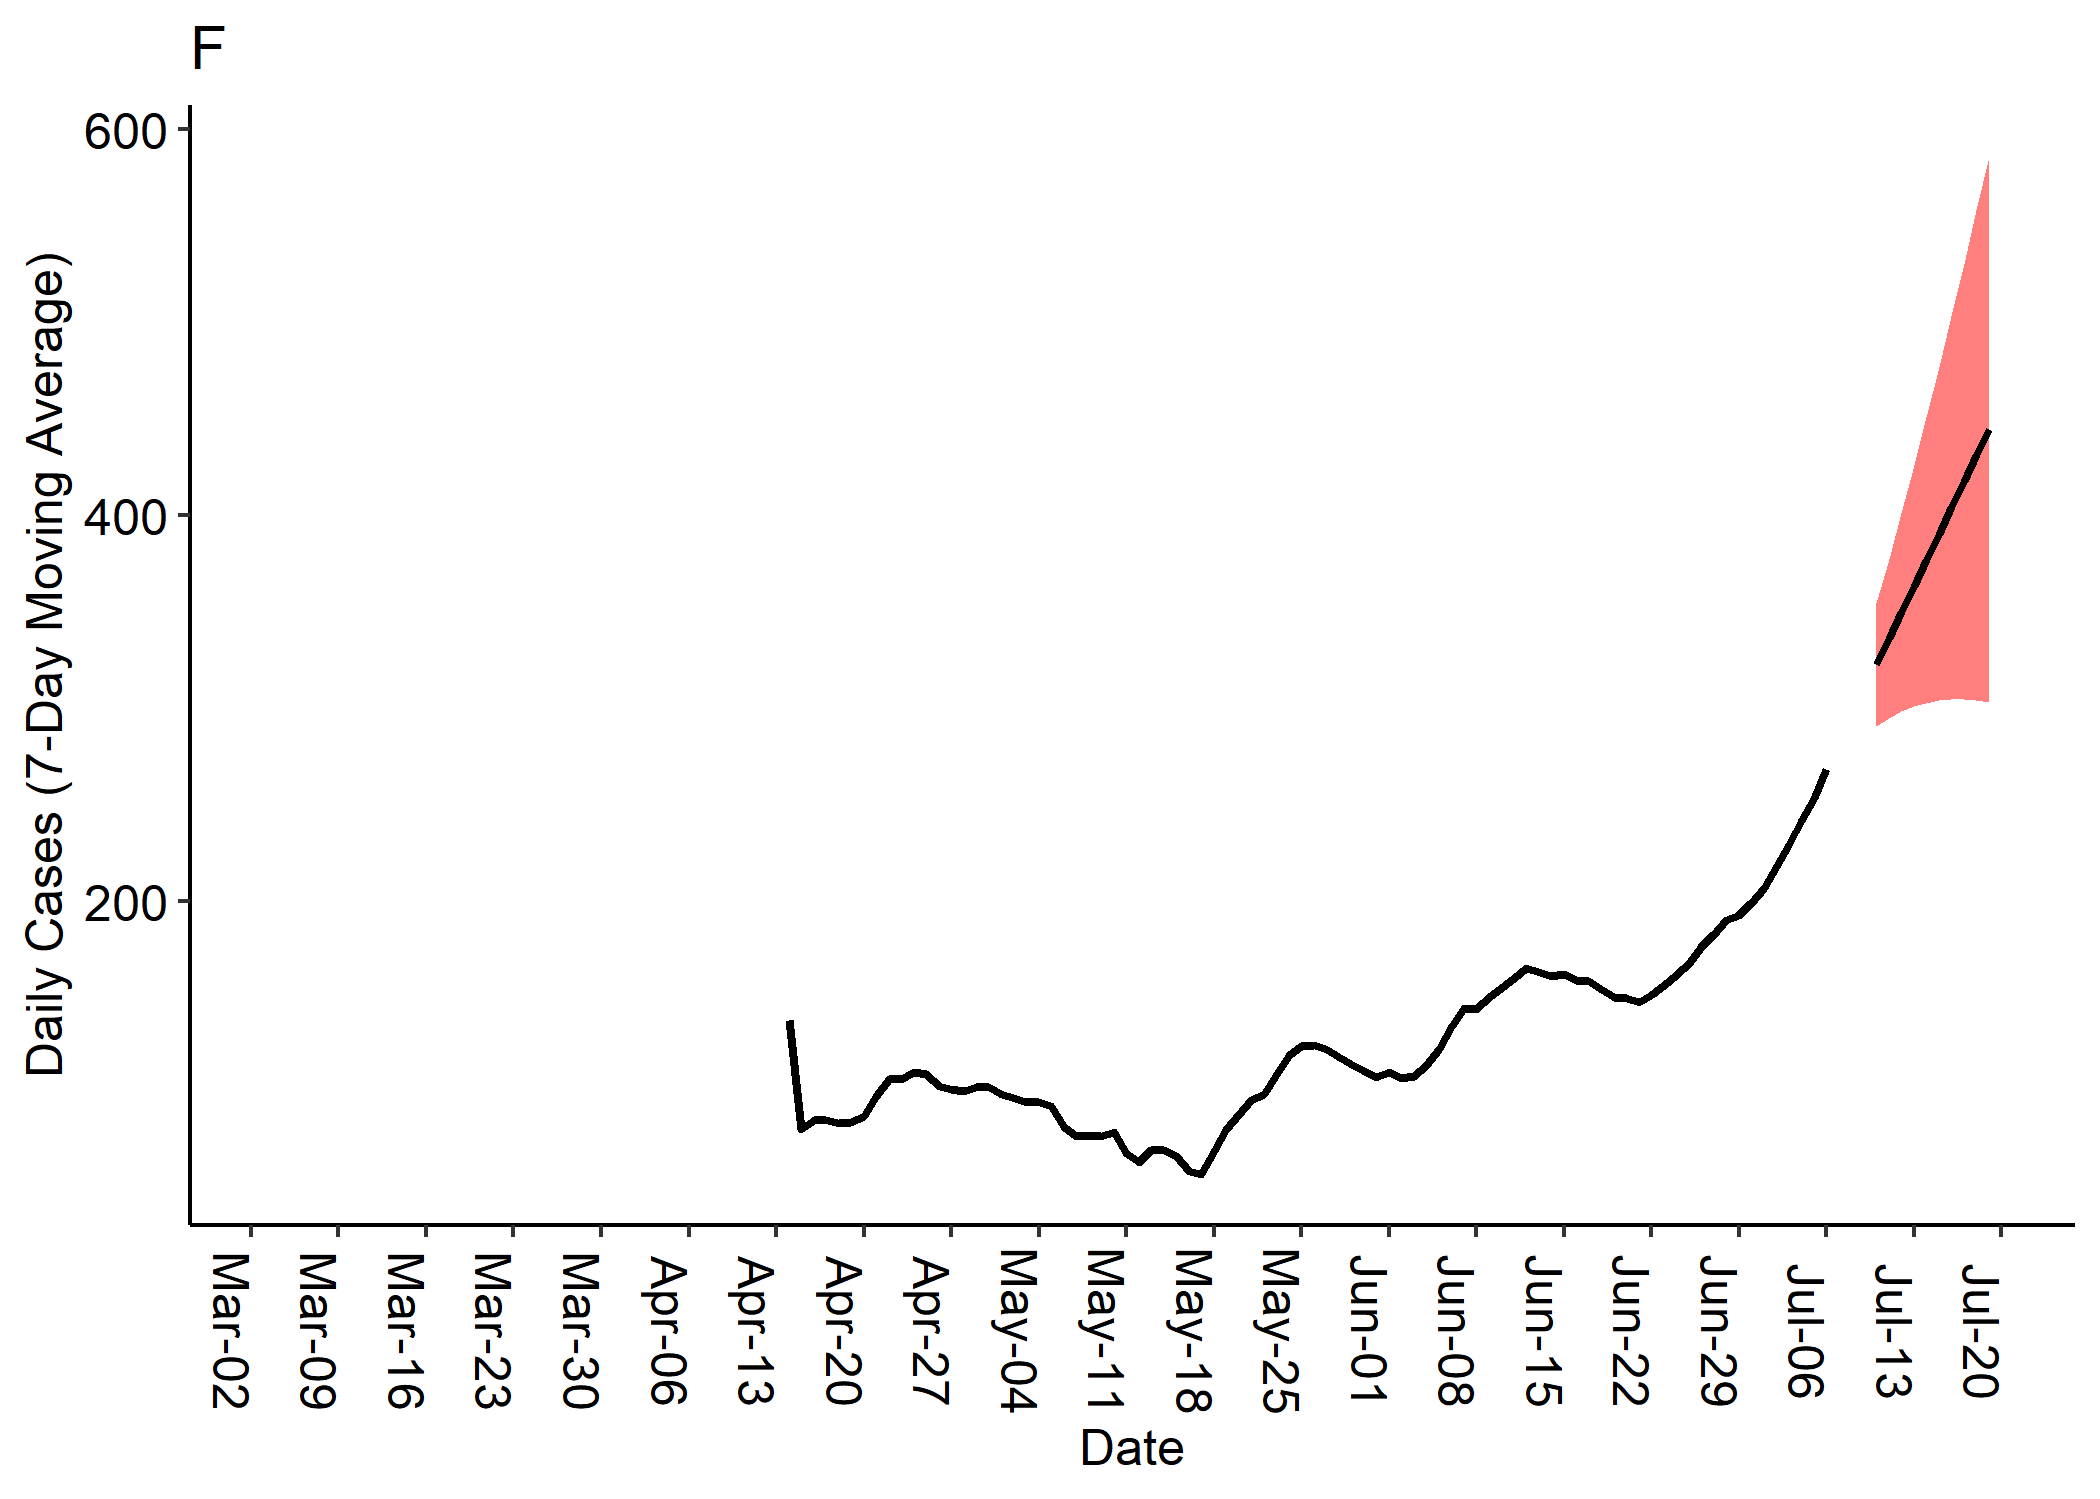 F
600
400
200
Daily Cases (7-Day Moving Average)
Mar-02
Mar-09
Mar-16
Mar-23
Mar-30
Apr-06
Apr-13
Apr-20
Apr-27
May-04
May-11
May-18
May-25
Jun-01
Jun-08
Jun-15
Jun-22
Jun-29
Jul-06
Jul-13
Jul-20
Date